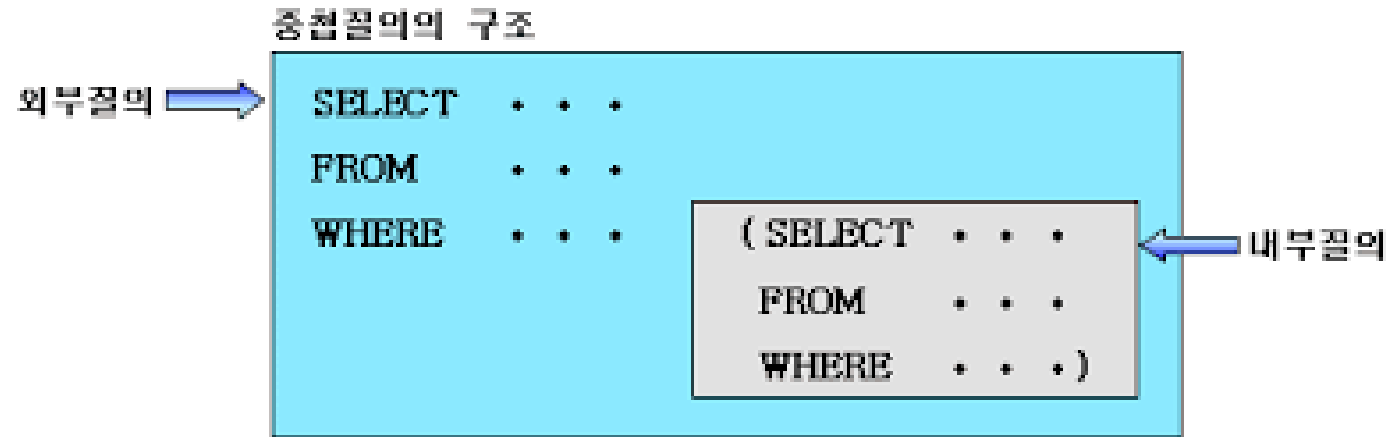 중첩질의의 구조
외부질의
SELECT · · ·
FROM · · ·
WHERE · · ·
(SELECT · · ·
FROM · · ·
WHERE · · ·)
내부질의